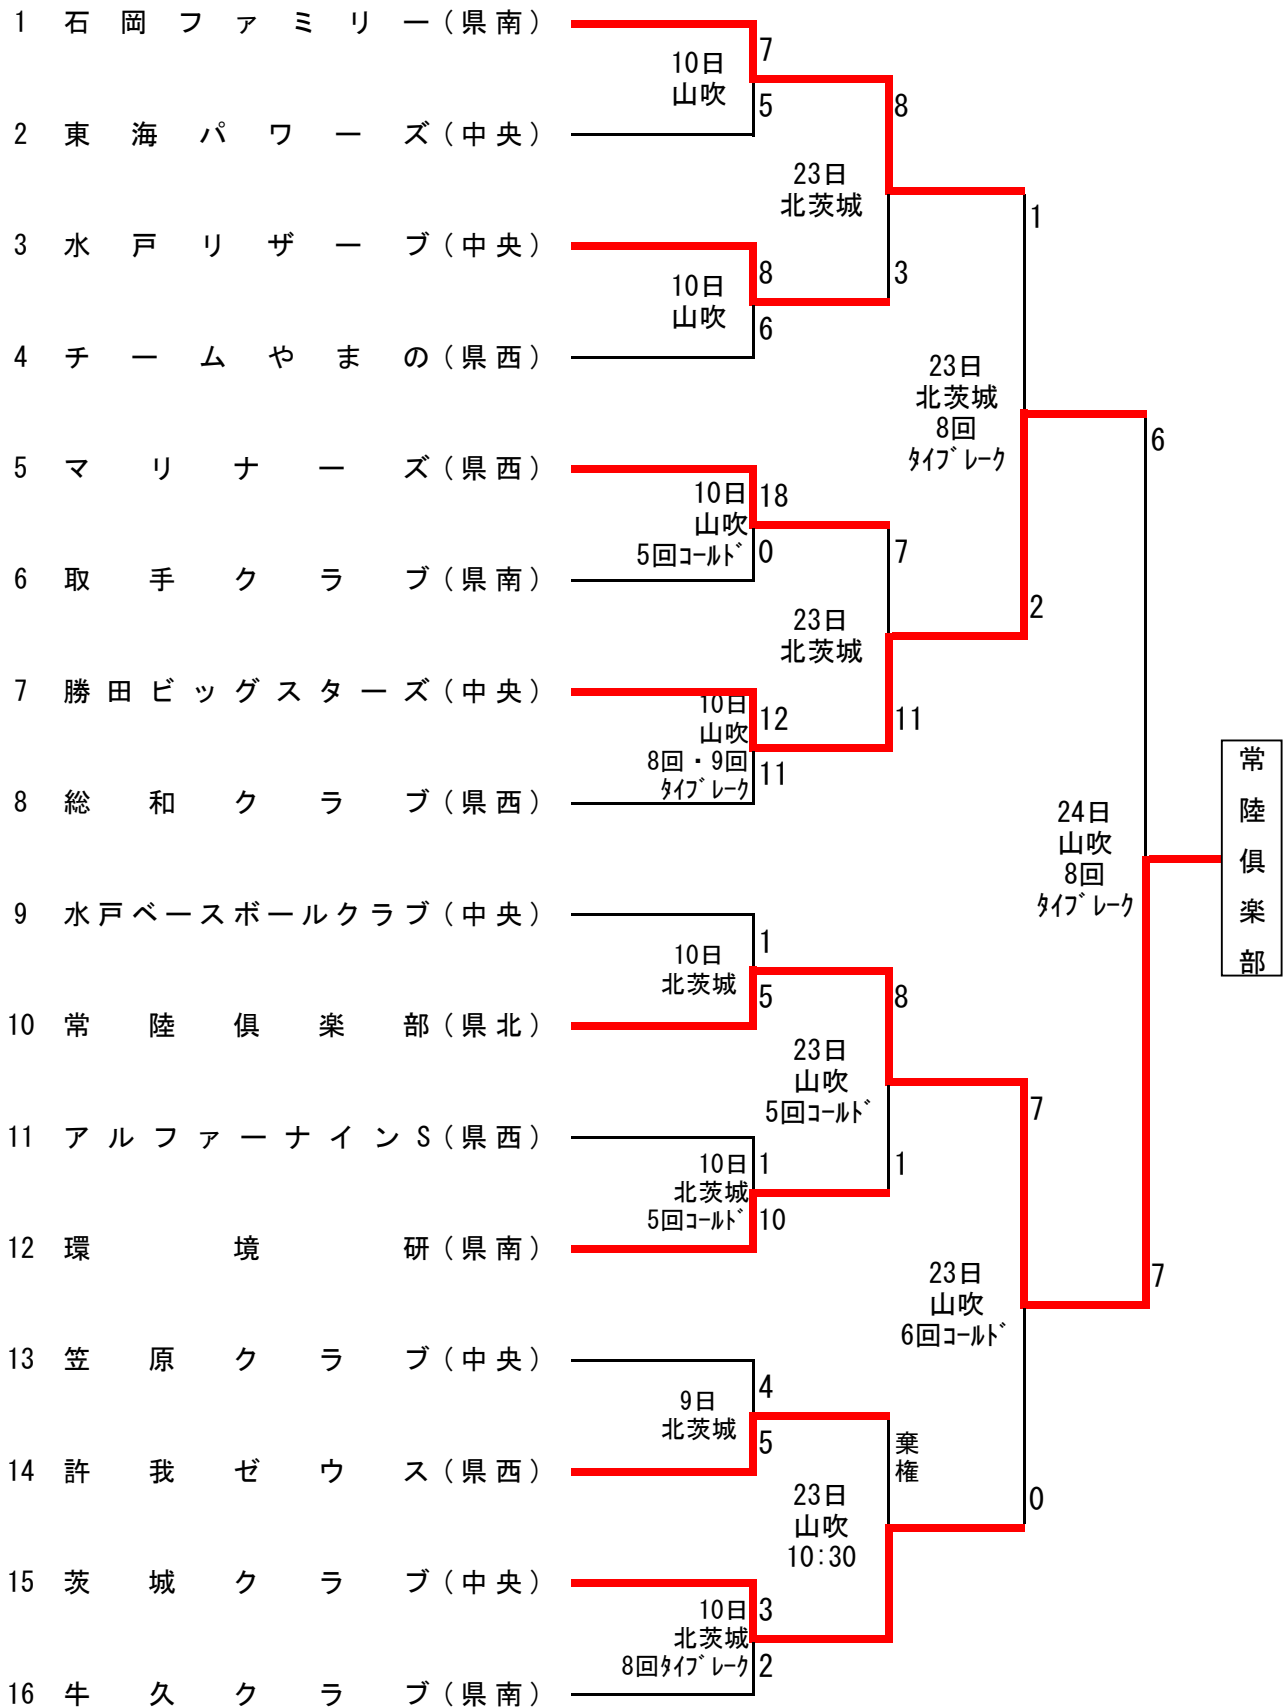 1 石岡ファミリー(県南)
7
10日
山吹
5
8
2 東海パワーズ(中央)
23日
北茨城
1
3 水戸リザーブ(中央)
8
3
10日
山吹
6
4 チームやまの(県西)
23日
北茨城
8回
ﾀｲﾌﾞﾚｰｸ
6
5 マリナーズ(県西)
18
10日
山吹
5回ｺｰﾙﾄﾞ
0
7
6 取手クラブ(県南)
23日
北茨城
2
7 勝田ビッグスターズ(中央)
12
11
10日
山吹
8回・9回
ﾀｲﾌﾞﾚｰｸ
11
8 総和クラブ(県西)
24日
山吹
8回
ﾀｲﾌﾞﾚｰｸ
常陸倶楽部
9 水戸ベースボールクラブ(中央)
1
10日
北茨城
5
8
10 常陸倶楽部(県北)
23日
山吹
5回ｺｰﾙﾄﾞ
7
11 アルファーナインS(県西)
1
1
10日
北茨城
5回ｺｰﾙﾄﾞ
10
12 環境研(県南)
23日
山吹
6回ｺｰﾙﾄﾞ
7
13 笠原クラブ(中央)
4
9日
北茨城
5
棄権
14 許我ゼウス(県西)
23日
山吹
10:30
0
15 茨城クラブ(中央)
3
10日
北茨城
8回ﾀｲﾌﾞﾚｰｸ
2
16 牛久クラブ(県南)